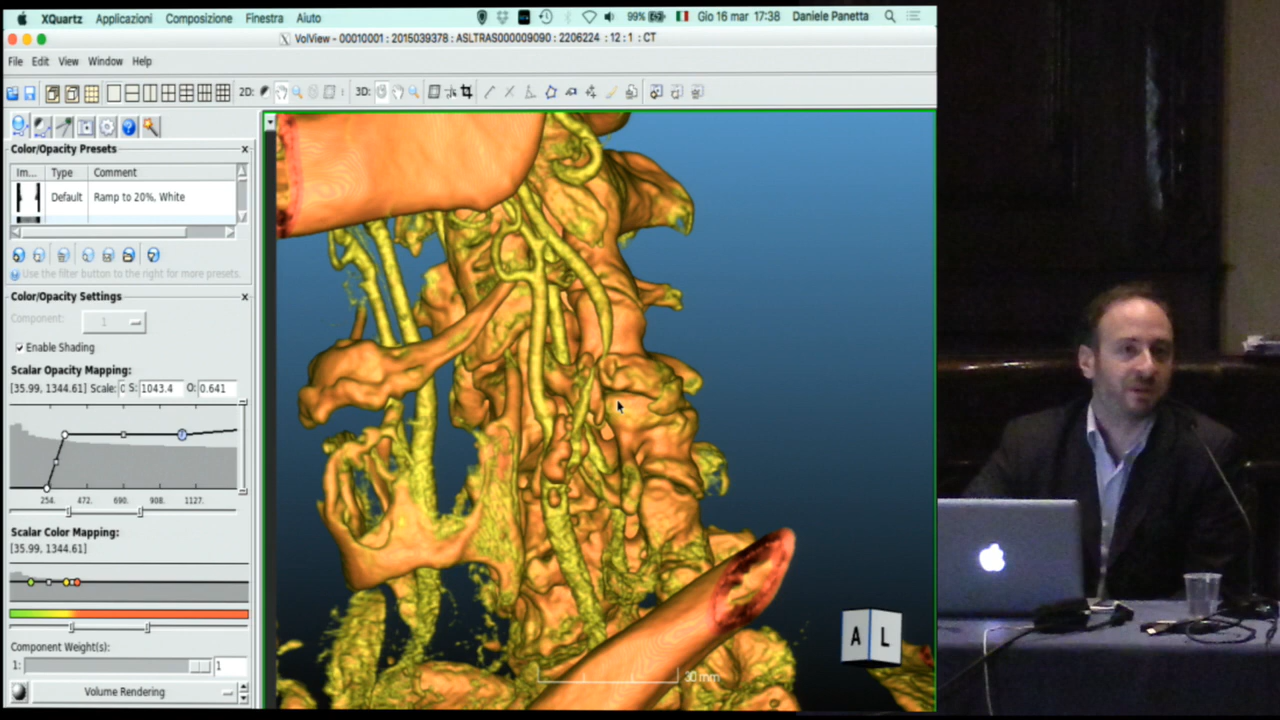 XQuartz Applicazioni Composizione Finestra Aiuto 99% Gio 16 mar 17:38 Daniele Panetta
VolView - 00010001 : 2015039378 : ASLTRAS000009090 : 2206224 : 12 : 1 : CT
File Edit View Window Help
2D: 3D:
Color/Opacity Presets x
Im... Type Comment
Default Ramp to 20%, White
Use the filter button to the right for more presets.
Color/Opacity Settings x
Component: 1
Enable Shading
Scalar Opacity Mapping:
[35.99, 1344.61] Scale: S: 1043.4 O: 0.641
254. 472. 690. 908. 1127.
Scalar Color Mapping:
[35.99, 1344.61]
Component Weight(s):
1: 1
Volume Rendering
A L
30 mm